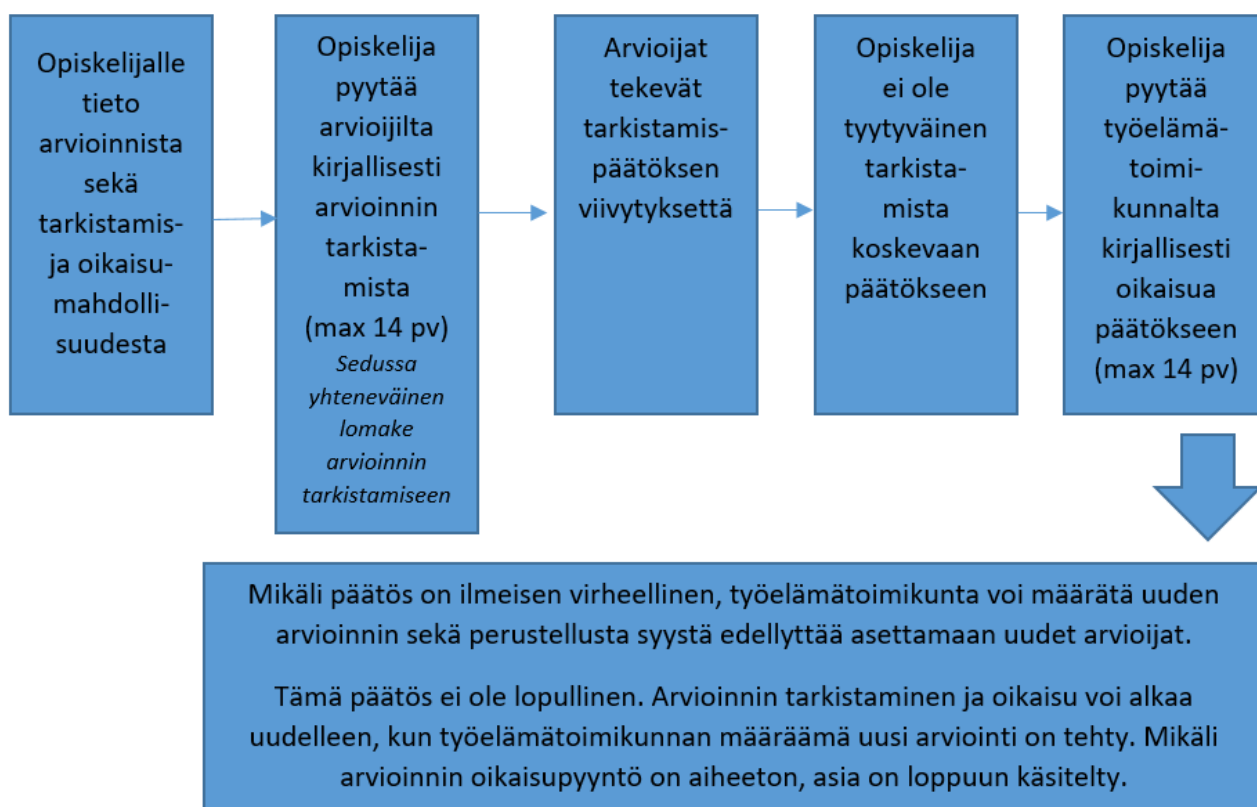 Opiskelijalle
tieto
arvioinnista
sekä
tarkistamis-
ja oikaisu-
mahdolli-
suudesta
Opiskelija
pyytää
arvioijilta
kirjallisesti
arvioinnin
tarkista-
mista
(max 14 pv)
Sedussa
yhteneväinen
lomake
arvioinnin
tarkistamiseen
Arvioijat
tekevät
tarkistamis-
päätöksen
viivytyksettä
Opiskelija
ei ole
tyytyväinen
tarkista-
mista
koskevaan
päätökseen
Opiskelija
pyytää
työelämä-
toimi-
kunnalta
kirjallisesti
oikaisua
päätökseen
(max 14 pv)
Mikäli päätös on ilmeisen virheellinen, työelämätoimikunta voi määrätä uuden
arvioinnin sekä perustellusta syystä edellyttää asettamaan uudet arvioijat.
Tämä päätös ei ole lopullinen. Arvioinnin tarkistaminen ja oikaisu voi alkaa
uudelleen, kun työelämätoimikunnan määräämä uusi arviointi on tehty. Mikäli
arvioinnin oikaisupyyntö on aiheeton, asia on loppuun käsitelty.